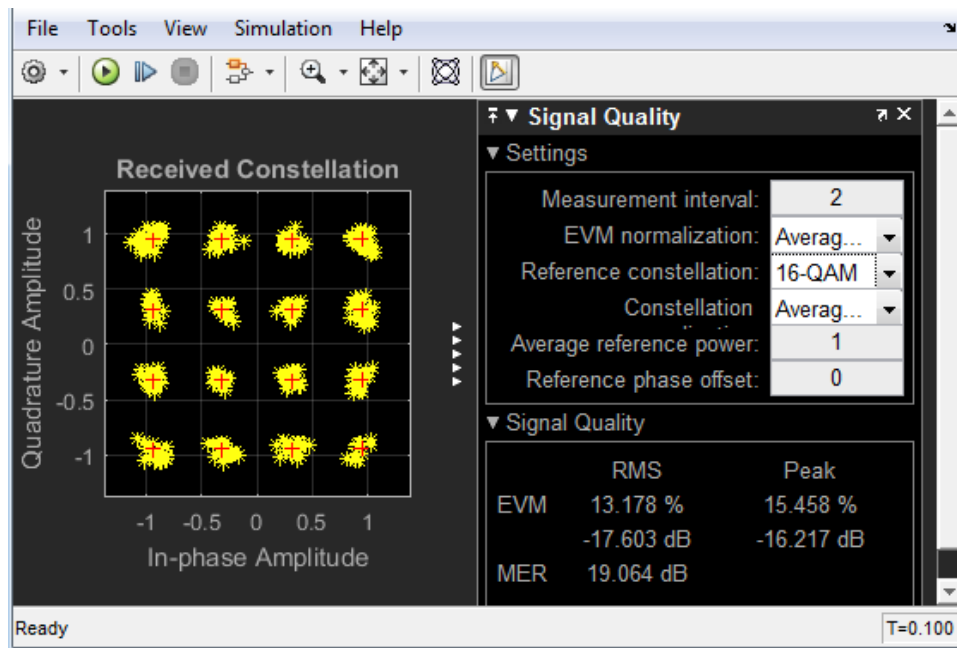 File Tools View Simulation Help
Signal Quality
Settings
Measurement interval: 2
EVM normalization: Averag...
Reference constellation: 16-QAM
Constellation Averag...
Average reference power: 1
Reference phase offset: 0
Signal Quality
RMS Peak
EVM 13.178 % 15.458 %
-17.603 dB -16.217 dB
MER 19.064 dB
Received Constellation
Quadrature Amplitude
1
0.5
0
-0.5
-1
-1 -0.5 0 0.5 1
In-phase Amplitude
Ready T=0.100